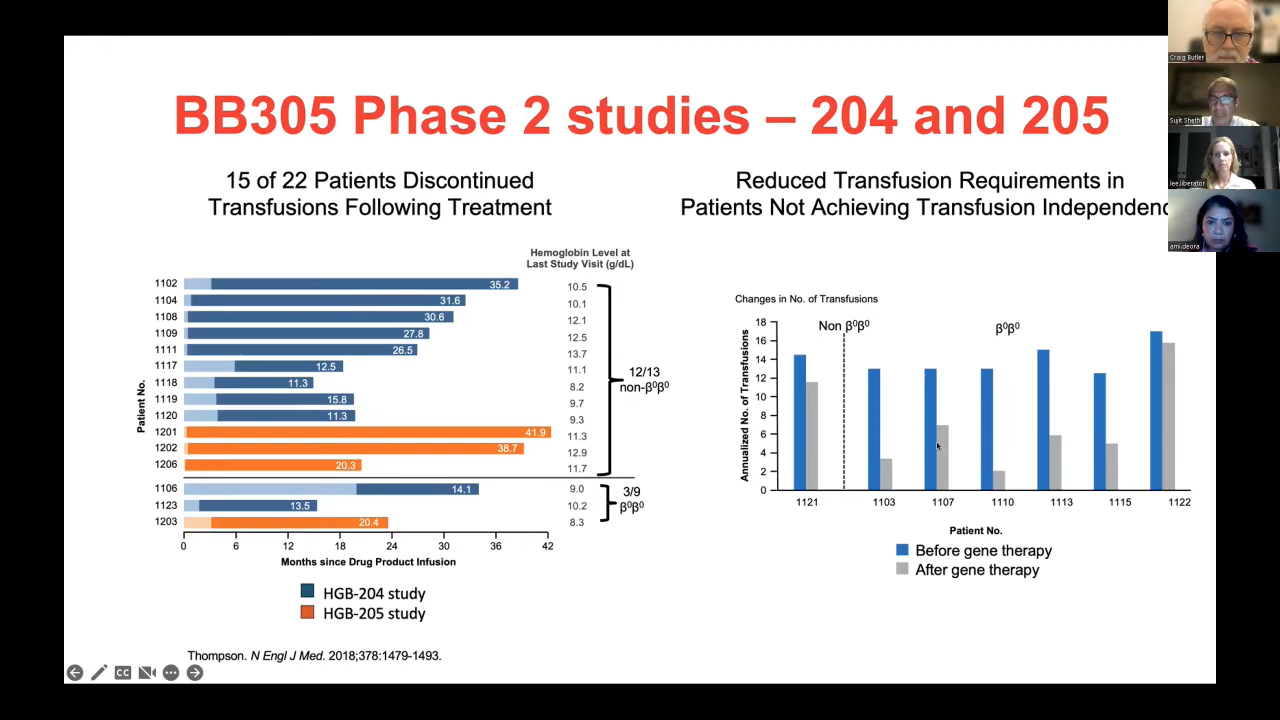 BB305 Phase 2 studies – 204 and 205
15 of 22 Patients Discontinued
Transfusions Following Treatment
Hemoglobin Level at
Last Study Visit (g/dL)
Patient No.
1102 35.2 10.5
1104 31.6 10.1
1108 30.6 12.1
1109 27.8 12.5
1111 26.5 13.7
1117 12.5 11.1
1118 11.3 8.2
1119 15.8 9.7
1120 11.3 9.3
1201 41.9 11.3
1202 38.7 12.9
1206 20.3 11.7
12/13
non-β⁰β⁰
1106 14.1 9.0
1123 13.5 10.2
1203 20.4 8.3
3/9
β⁰β⁰
0 6 12 18 24 30 36 42
Months since Drug Product Infusion
HGB-204 study
HGB-205 study
Reduced Transfusion Requirements in
Patients Not Achieving Transfusion Independenc
Changes in No. of Transfusions
Annualized No. of Transfusions
18
16
14
12
10
8
6
4
2
0
Non β⁰β⁰
β⁰β⁰
1121 1103 1107 1110 1113 1115 1122
Patient No.
Before gene therapy
After gene therapy
Thompson. N Engl J Med. 2018;378:1479-1493.
CC
Craig Butler
Sujit Sheth
lee.liberator
ami.deora